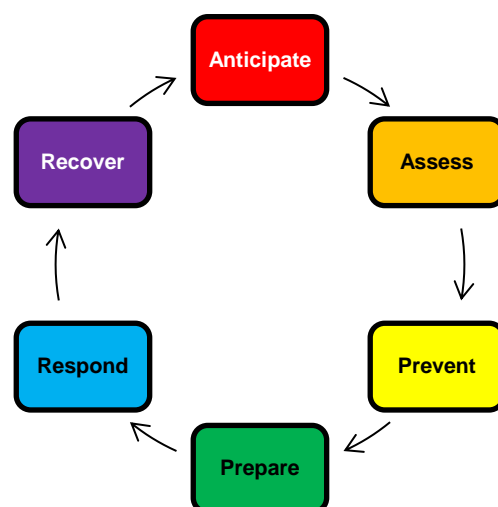 Anticipate
Assess
Prevent
Prepare
Respond
Recover